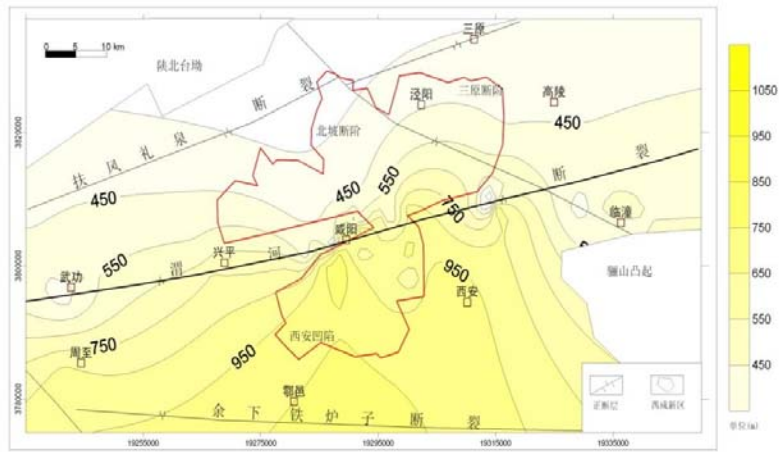 0 5 10 km
陕北台坳
三原
泾阳
三原断阶
高陵
北坡断阶
450
扶 风 礼 泉 断 裂
450
450
550
750
断 裂
临潼
咸阳
兴平
渭 河
550
武功
950
西安
骊山凸起
750
周至
950
西安凹陷
鄠邑
余 下 铁 炉 子 断 裂
正断层
西咸新区
3820000
3800000
3780000
19255000
19275000
19295000
19315000
19335000
1050
950
850
750
650
550
450
单位(m)